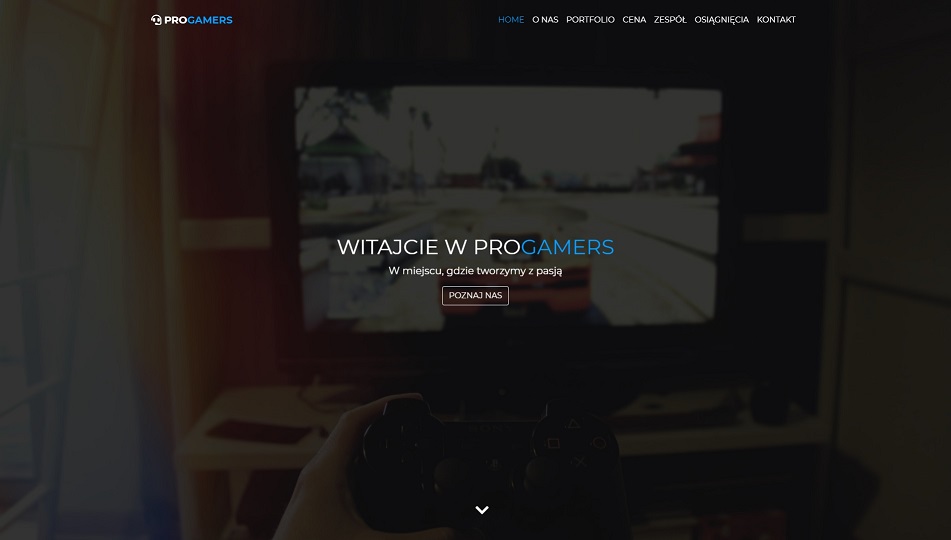 PROGAMERS
HOME O NAS PORTFOLIO CENA ZESPÓŁ OSIĄGNIĘCIA KONTAKT
WITAJCIE W PROGAMERS
W miejscu, gdzie tworzymy z pasją
POZNAJ NAS